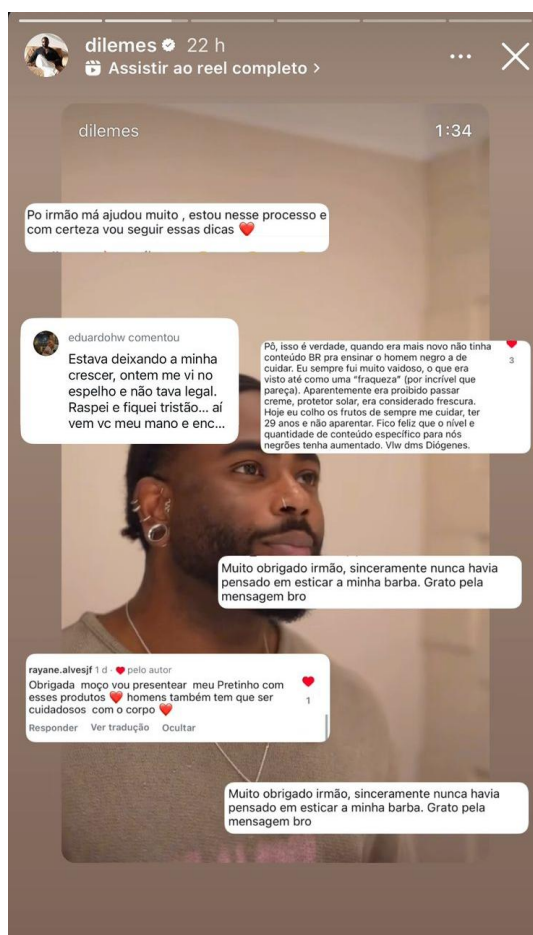 dilemes 22 h
Assistir ao reel completo >
dilemes
1:34
Po irmão má ajudou muito , estou nesse processo e
com certeza vou seguir essas dicas ❤️
eduardohw comentou
Estava deixando a minha
crescer, ontem me vi no
espelho e não tava legal.
Raspei e fiquei tristão... aí
vem vc meu mano e enc...
Pô, isso é verdade, quando era mais novo não tinha
conteúdo BR pra ensinar o homem negro a de
cuidar. Eu sempre fui muito vaidoso, o que era
visto até como uma “fraqueza” (por incrível que
pareça). Aparentemente era proibido passar
creme, protetor solar, era considerado frescura.
Hoje eu colho os frutos de sempre me cuidar, ter
29 anos e não aparentar. Fico feliz que o nível e
quantidade de conteúdo específico para nós
negrões tenha aumentado. Vlw dms Diógenes.
3
Muito obrigado irmão, sinceramente nunca havia
pensado em esticar a minha barba. Grato pela
mensagem bro
rayane.alvesjf 1 d · ❤️ pelo autor
Obrigada moço vou presentear meu Pretinho com
esses produtos ❤️ homens também tem que ser
cuidadosos com o corpo ❤️
1
Responder Ver tradução Ocultar
Muito obrigado irmão, sinceramente nunca havia
pensado em esticar a minha barba. Grato pela
mensagem bro